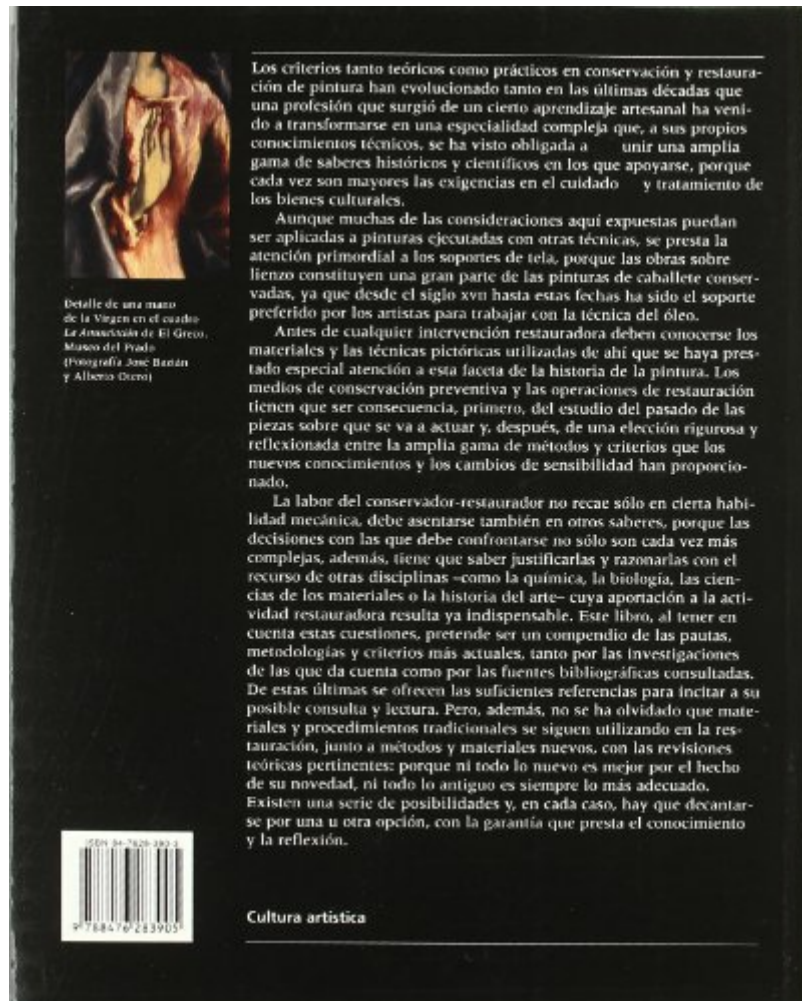 Los criterios tanto teóricos como prácticos en conservación y restaura-
ción de pintura han evolucionado tanto en las últimas décadas que
una profesión que surgió de un cierto aprendizaje artesanal ha veni-
do a transformarse en una especialidad compleja que, a sus propios
conocimientos técnicos, se ha visto obligada a unir una amplia
gama de saberes históricos y científicos en los que apoyarse, porque
cada vez son mayores las exigencias en el cuidado y tratamiento de
los bienes culturales.
Aunque muchas de las consideraciones aquí expuestas puedan
ser aplicadas a pinturas ejecutadas con otras técnicas, se presta la
atención primordial a los soportes de tela, porque las obras sobre
lienzo constituyen una gran parte de las pinturas de caballete conser-
vadas, ya que desde el siglo XVII hasta estas fechas ha sido el soporte
preferido por los artistas para trabajar con la técnica del óleo.
Antes de cualquier intervención restauradora deben conocerse los
materiales y las técnicas pictóricas utilizadas de ahí que se haya pres-
tado especial atención a esta faceta de la historia de la pintura. Los
medios de conservación preventiva y las operaciones de restauración
tienen que ser consecuencia, primero, del estudio del pasado de las
piezas sobre que se va a actuar y, después, de una elección rigurosa y
reflexionada entre la amplia gama de métodos y criterios que los
nuevos conocimientos y los cambios de sensibilidad han proporcio-
nado.
La labor del conservador-restaurador no recae sólo en cierta habi-
lidad mecánica, debe asentarse también en otros saberes, porque las
decisiones con las que debe confrontarse no sólo son cada vez más
complejas, además, tiene que saber justificarlas y razonarlas con el
recurso de otras disciplinas –como la química, la biología, las cien-
cias de los materiales o la historia del arte– cuya aportación a la acti-
vidad restauradora resulta ya indispensable. Este libro, al tener en
cuenta estas cuestiones, pretende ser un compendio de las pautas,
metodologías y criterios más actuales, tanto por las investigaciones
de las que da cuenta como por las fuentes bibliográficas consultadas.
De estas últimas se ofrecen las suficientes referencias para incitar a su
posible consulta y lectura. Pero, además, no se ha olvidado que mate-
riales y procedimientos tradicionales se siguen utilizando en la res-
tauración, junto a métodos y materiales nuevos, con las revisiones
teóricas pertinentes: porque ni todo lo nuevo es mejor por el hecho
de su novedad, ni todo lo antiguo es siempre lo más adecuado.
Existen una serie de posibilidades y, en cada caso, hay que decantar-
se por una u otra opción, con la garantía que presta el conocimiento
y la reflexión.
Detalle de una mano
de la Virgen en el cuadro
La Anunciación de El Greco.
Museo del Prado
(Fotografía José Baztán
y Alberto Otero)
ISBN 84-7628-390-5
9 788476 283905
Cultura artística